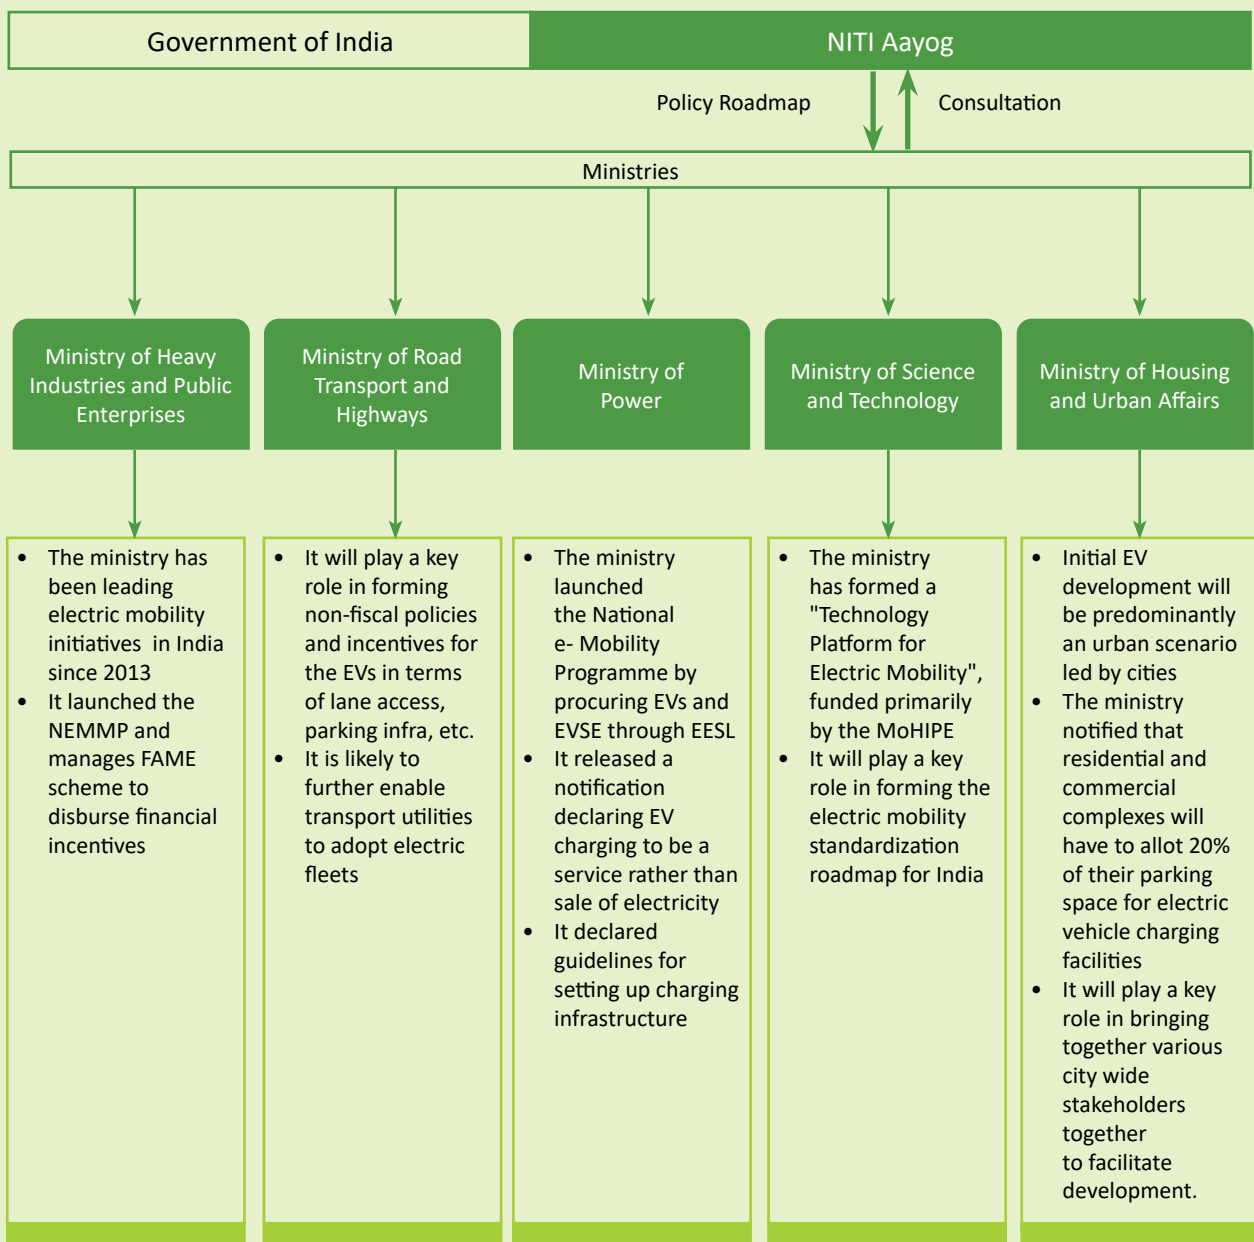 Government of India
NITI Aayog
Policy Roadmap
Consultation
Ministries
Ministry of Heavy
Industries and Public
Enterprises
Ministry of Road
Transport and
Highways
Ministry of
Power
Ministry of Science
and Technology
Ministry of Housing
and Urban Affairs
• The ministry has
been leading
electric mobility
initiatives in India
since 2013
• It launched the
NEMMP and
manages FAME
scheme to
disburse financial
incentives
• It will play a key
role in forming
non-fiscal policies
and incentives for
the EVs in terms
of lane access,
parking infra, etc.
• It is likely to
further enable
transport utilities
to adopt electric
fleets
• The ministry
launched
the National
e- Mobility
Programme by
procuring EVs and
EVSE through EESL
• It released a
notification
declaring EV
charging to be a
service rather than
sale of electricity
• It declared
guidelines for
setting up charging
infrastructure
• The ministry
has formed a
"Technology
Platform for
Electric Mobility",
funded primarily
by the MoHIPE
• It will play a key
role in forming the
electric mobility
standardization
roadmap for India
• Initial EV
development will
be predominantly
an urban scenario
led by cities
• The ministry
notified that
residential and
commercial
complexes will
have to allot 20%
of their parking
space for electric
vehicle charging
facilities
• It will play a key
role in bringing
together various
city wide
stakeholders
together
to facilitate
development.